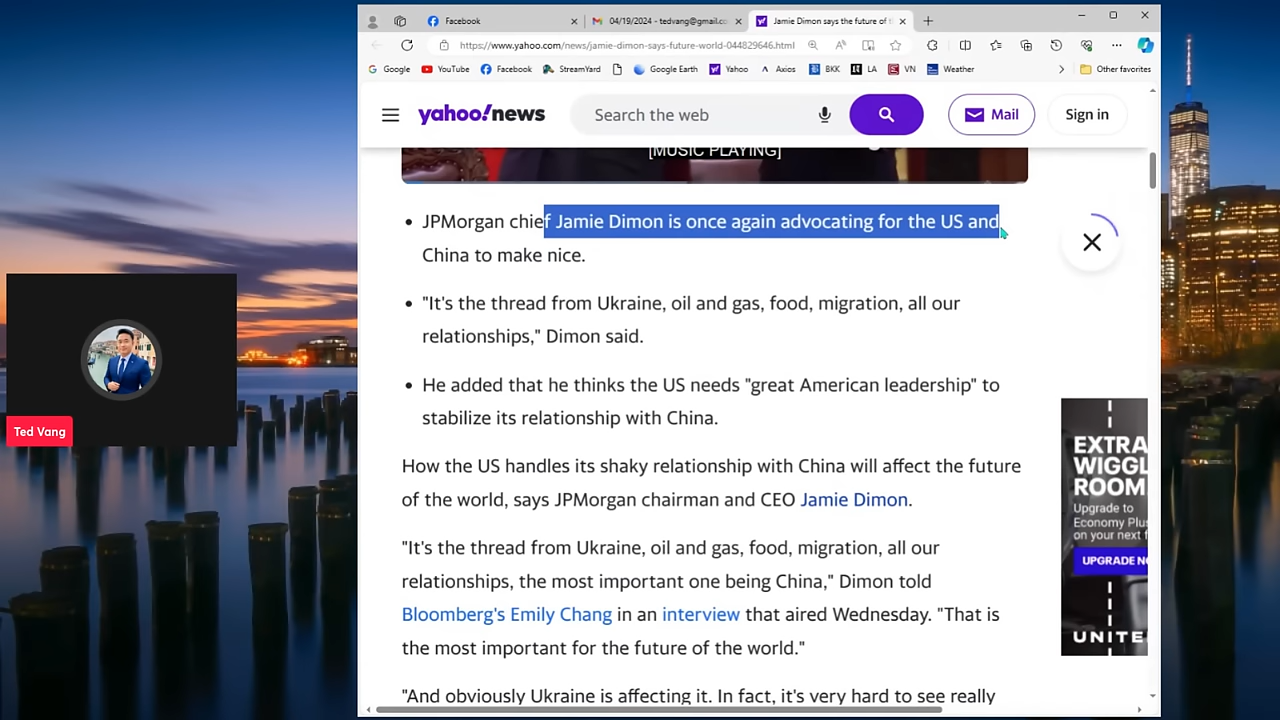 Facebook
04/19/2024 - tedvang@gmail.co
Jamie Dimon says the future of t
https://www.yahoo.com/news/jamie-dimon-says-future-world-044829646.html
Google YouTube Facebook StreamYard Google Earth Yahoo Axios BKK LA VN Weather Other favorites
yahoo!news
Search the web
Mail
Sign in
[MUSIC PLAYING]
• JPMorgan chief Jamie Dimon is once again advocating for the US and
China to make nice.
• "It's the thread from Ukraine, oil and gas, food, migration, all our
relationships," Dimon said.
• He added that he thinks the US needs "great American leadership" to
stabilize its relationship with China.
How the US handles its shaky relationship with China will affect the future
of the world, says JPMorgan chairman and CEO Jamie Dimon.
"It's the thread from Ukraine, oil and gas, food, migration, all our
relationships, the most important one being China," Dimon told
Bloomberg's Emily Chang in an interview that aired Wednesday. "That is
the most important for the future of the world."
"And obviously Ukraine is affecting it. In fact, it's very hard to see really
EXTRA
WIGGL
ROOM
Upgrade to
Economy Plu
on your next f
UPGRADE N
UNITE
Ted Vang